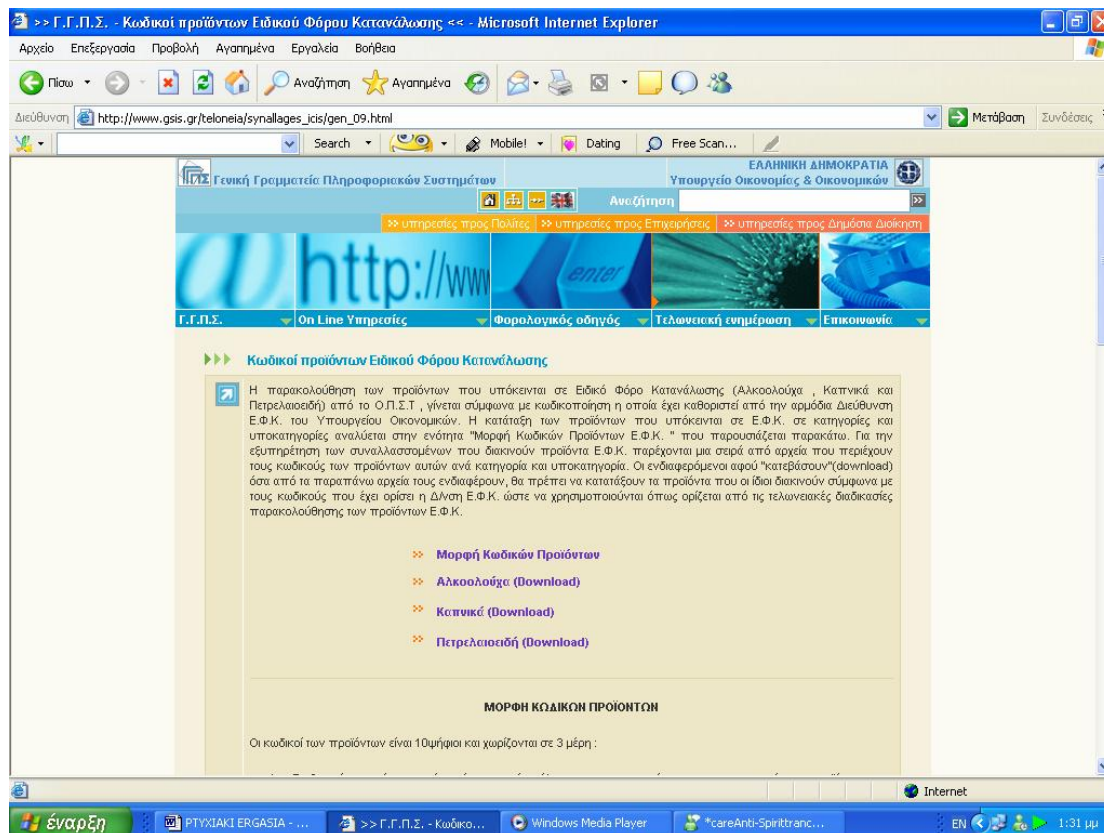 >> Γ.Γ.Π.Σ. - Κωδικοί προϊόντων Ειδικού Φόρου Κατανάλωσης << - Microsoft Internet Explorer
Αρχείο Επεξεργασία Προβολή Αγαπημένα Εργαλεία Βοήθεια
Πίσω Αναζήτηση Αγαπημένα
Διεύθυνση http://www.gsis.gr/teloneia/synallages_icis/gen_09.html Μετάβαση Συνδέσεις
Search Mobile! Dating Free Scan...
ΓΓΠΣ Γενική Γραμματεία Πληροφοριακών Συστημάτων
ΕΛΛΗΝΙΚΗ ΔΗΜΟΚΡΑΤΙΑ
Υπουργείο Οικονομίας & Οικονομικών
Αναζήτηση
>> υπηρεσίες προς Πολίτες >> υπηρεσίες προς Επιχειρήσεις >> υπηρεσίες προς Δημόσια Διοίκηση
@ http://www enter
Γ.Γ.Π.Σ. On Line Υπηρεσίες Φορολογικός οδηγός Τελωνειακή ενημέρωση Επικοινωνία
Κωδικοί προϊόντων Ειδικού Φόρου Κατανάλωσης
Η παρακολούθηση των προϊόντων που υπόκεινται σε Ειδικό Φόρο Κατανάλωσης (Αλκοολούχα , Καπνικά και
Πετρελαιοειδή) από το Ο.Π.Σ.Τ , γίνεται σύμφωνα με κωδικοποίηση η οποία έχει καθοριστεί από την αρμόδια Διεύθυνση
Ε.Φ.Κ. του Υπουργείου Οικονομικών. Η κατάταξη των προϊόντων που υπόκεινται σε Ε.Φ.Κ. σε κατηγορίες και
υποκατηγορίες αναλύεται στην ενότητα "Μορφή Κωδικών Προϊόντων Ε.Φ.Κ. " που παρουσιάζεται παρακάτω. Για την
εξυπηρέτηση των συναλλασσομένων που διακινούν προϊόντα Ε.Φ.Κ. παρέχονται μια σειρά από αρχεία που περιέχουν
τους κωδικούς των προϊόντων αυτών ανά κατηγορία και υποκατηγορία. Οι ενδιαφερόμενοι αφού "κατεβάσουν"(download)
όσα από τα παραπάνω αρχεία τους ενδιαφέρουν, θα πρέπει να κατατάξουν τα προϊόντα που οι ίδιοι διακινούν σύμφωνα με
τους κωδικούς που έχει ορίσει η Δ/νση Ε.Φ.Κ. ώστε να χρησιμοποιούνται όπως ορίζεται από τις τελωνειακές διαδικασίες
παρακολούθησης των προϊόντων Ε.Φ.Κ.
>> Μορφή Κωδικών Προϊόντων
>> Αλκοολούχα (Download)
>> Καπνικά (Download)
>> Πετρελαιοειδή (Download)
ΜΟΡΦΗ ΚΩΔΙΚΩΝ ΠΡΟΪΟΝΤΩΝ
Οι κωδικοί των προϊόντων είναι 10ψήφιοι και χωρίζονται σε 3 μέρη :
Internet
έναρξη PTYXIAKI ERGASIA - ... >> Γ.Γ.Π.Σ. - Κωδικο... Windows Media Player *careAnti-Spirittranc... EN 1:31 μμ